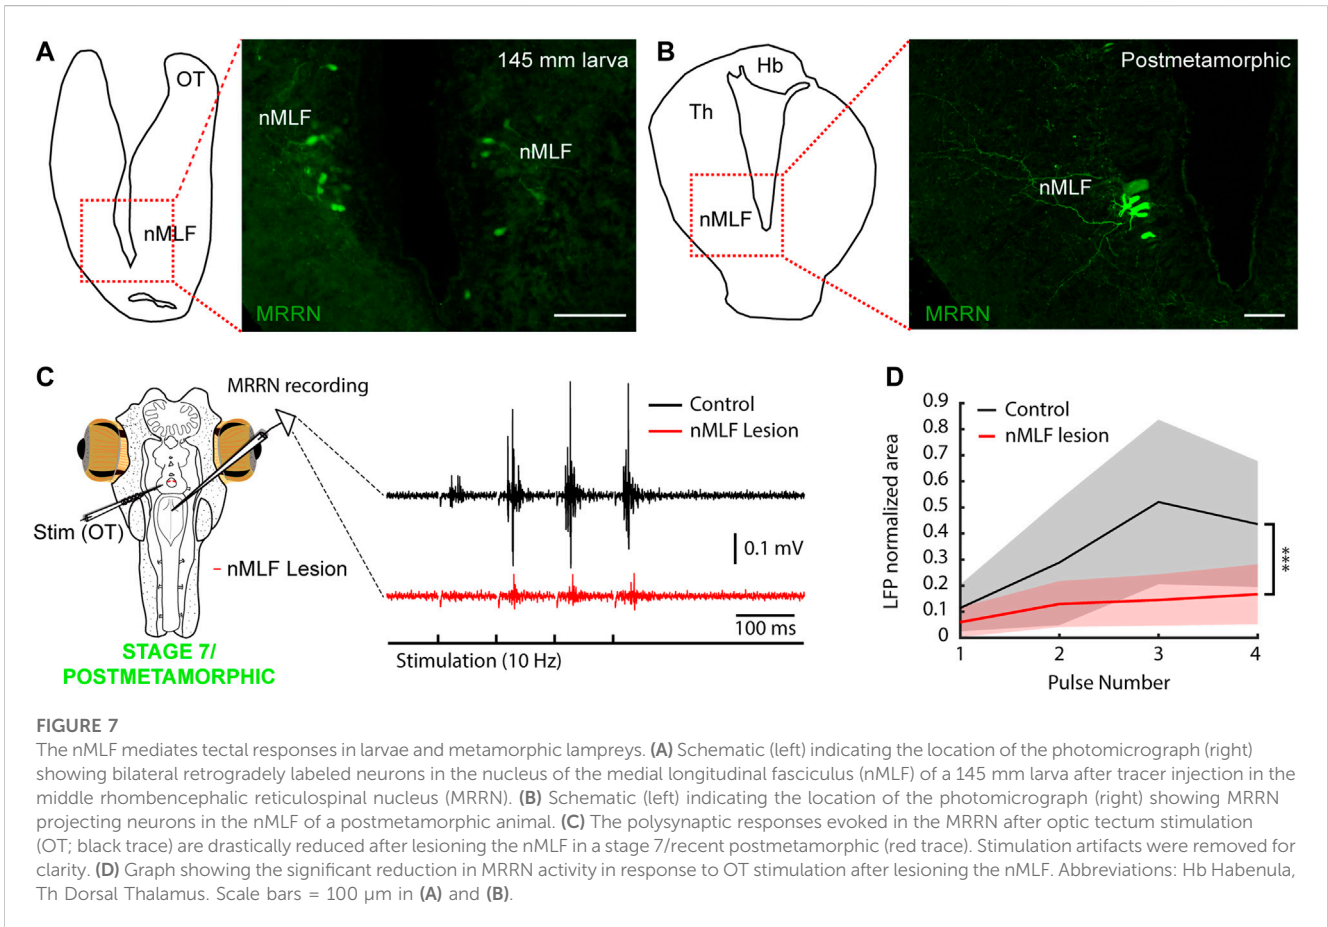 A
OT
nMLF
145 mm larva
nMLF
nMLF
MRRN
B
Hb
Th
nMLF
Postmetamorphic
nMLF
MRRN
C
MRRN recording
Stim (OT)
nMLF Lesion
STAGE 7/
POSTMETAMORPHIC
Control
nMLF Lesion
0.1 mV
100 ms
Stimulation (10 Hz)
D
Control
nMLF lesion
LFP normalized area
0.9
0.8
0.7
0.6
0.5
0.4
0.3
0.2
0.1
0
1 2 3 4
Pulse Number
***
FIGURE 7
The nMLF mediates tectal responses in larvae and metamorphic lampreys. (A) Schematic (left) indicating the location of the photomicrograph (right)
showing bilateral retrogradely labeled neurons in the nucleus of the medial longitudinal fasciculus (nMLF) of a 145 mm larva after tracer injection in the
middle rhombencephalic reticulospinal nucleus (MRRN). (B) Schematic (left) indicating the location of the photomicrograph (right) showing MRRN
projecting neurons in the nMLF of a postmetamorphic animal. (C) The polysynaptic responses evoked in the MRRN after optic tectum stimulation
(OT; black trace) are drastically reduced after lesioning the nMLF in a stage 7/recent postmetamorphic (red trace). Stimulation artifacts were removed for
clarity. (D) Graph showing the significant reduction in MRRN activity in response to OT stimulation after lesioning the nMLF. Abbreviations: Hb Habenula,
Th Dorsal Thalamus. Scale bars = 100 μm in (A) and (B).